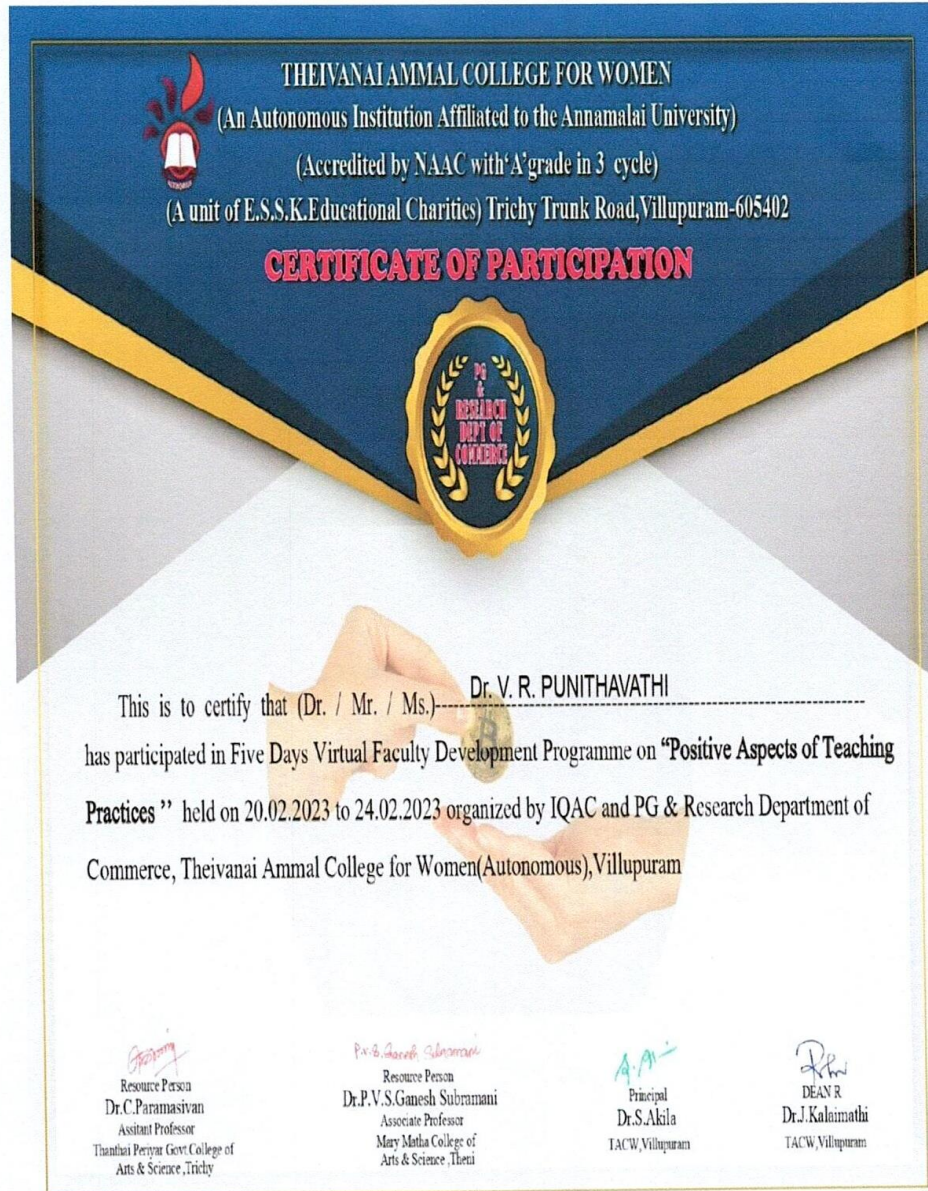 THEIVANAI AMMAL COLLEGE FOR WOMEN
(An Autonomous Institution Affiliated to the Annamalai University)
(Accredited by NAAC with‘A’grade in 3 cycle)
(A unit of E.S.S.K.Educational Charities) Trichy Trunk Road,Villupuram-605402
CERTIFICATE OF PARTICIPATION
PG
&
RESEARCH
DEPT OF
COMMERCE
This is to certify that (Dr. / Mr. / Ms.) Dr. V. R. PUNITHAVATHI
has participated in Five Days Virtual Faculty Development Programme on “Positive Aspects of Teaching
Practices ” held on 20.02.2023 to 24.02.2023 organized by IQAC and PG & Research Department of
Commerce, Theivanai Ammal College for Women(Autonomous),Villupuram
Resource Person
Dr.C.Paramasivan
Assitant Professor
Thanthai Periyar Govt.College of
Arts & Science ,Trichy
P.V.S.Ganesh Subramani
Resource Person
Dr.P.V.S.Ganesh Subramani
Associate Professor
Mary Matha College of
Arts & Science ,Theni
Principal
Dr.S.Akila
TACW,Villupuram
DEAN R
Dr.J.Kalaimathi
TACW,Villupuram